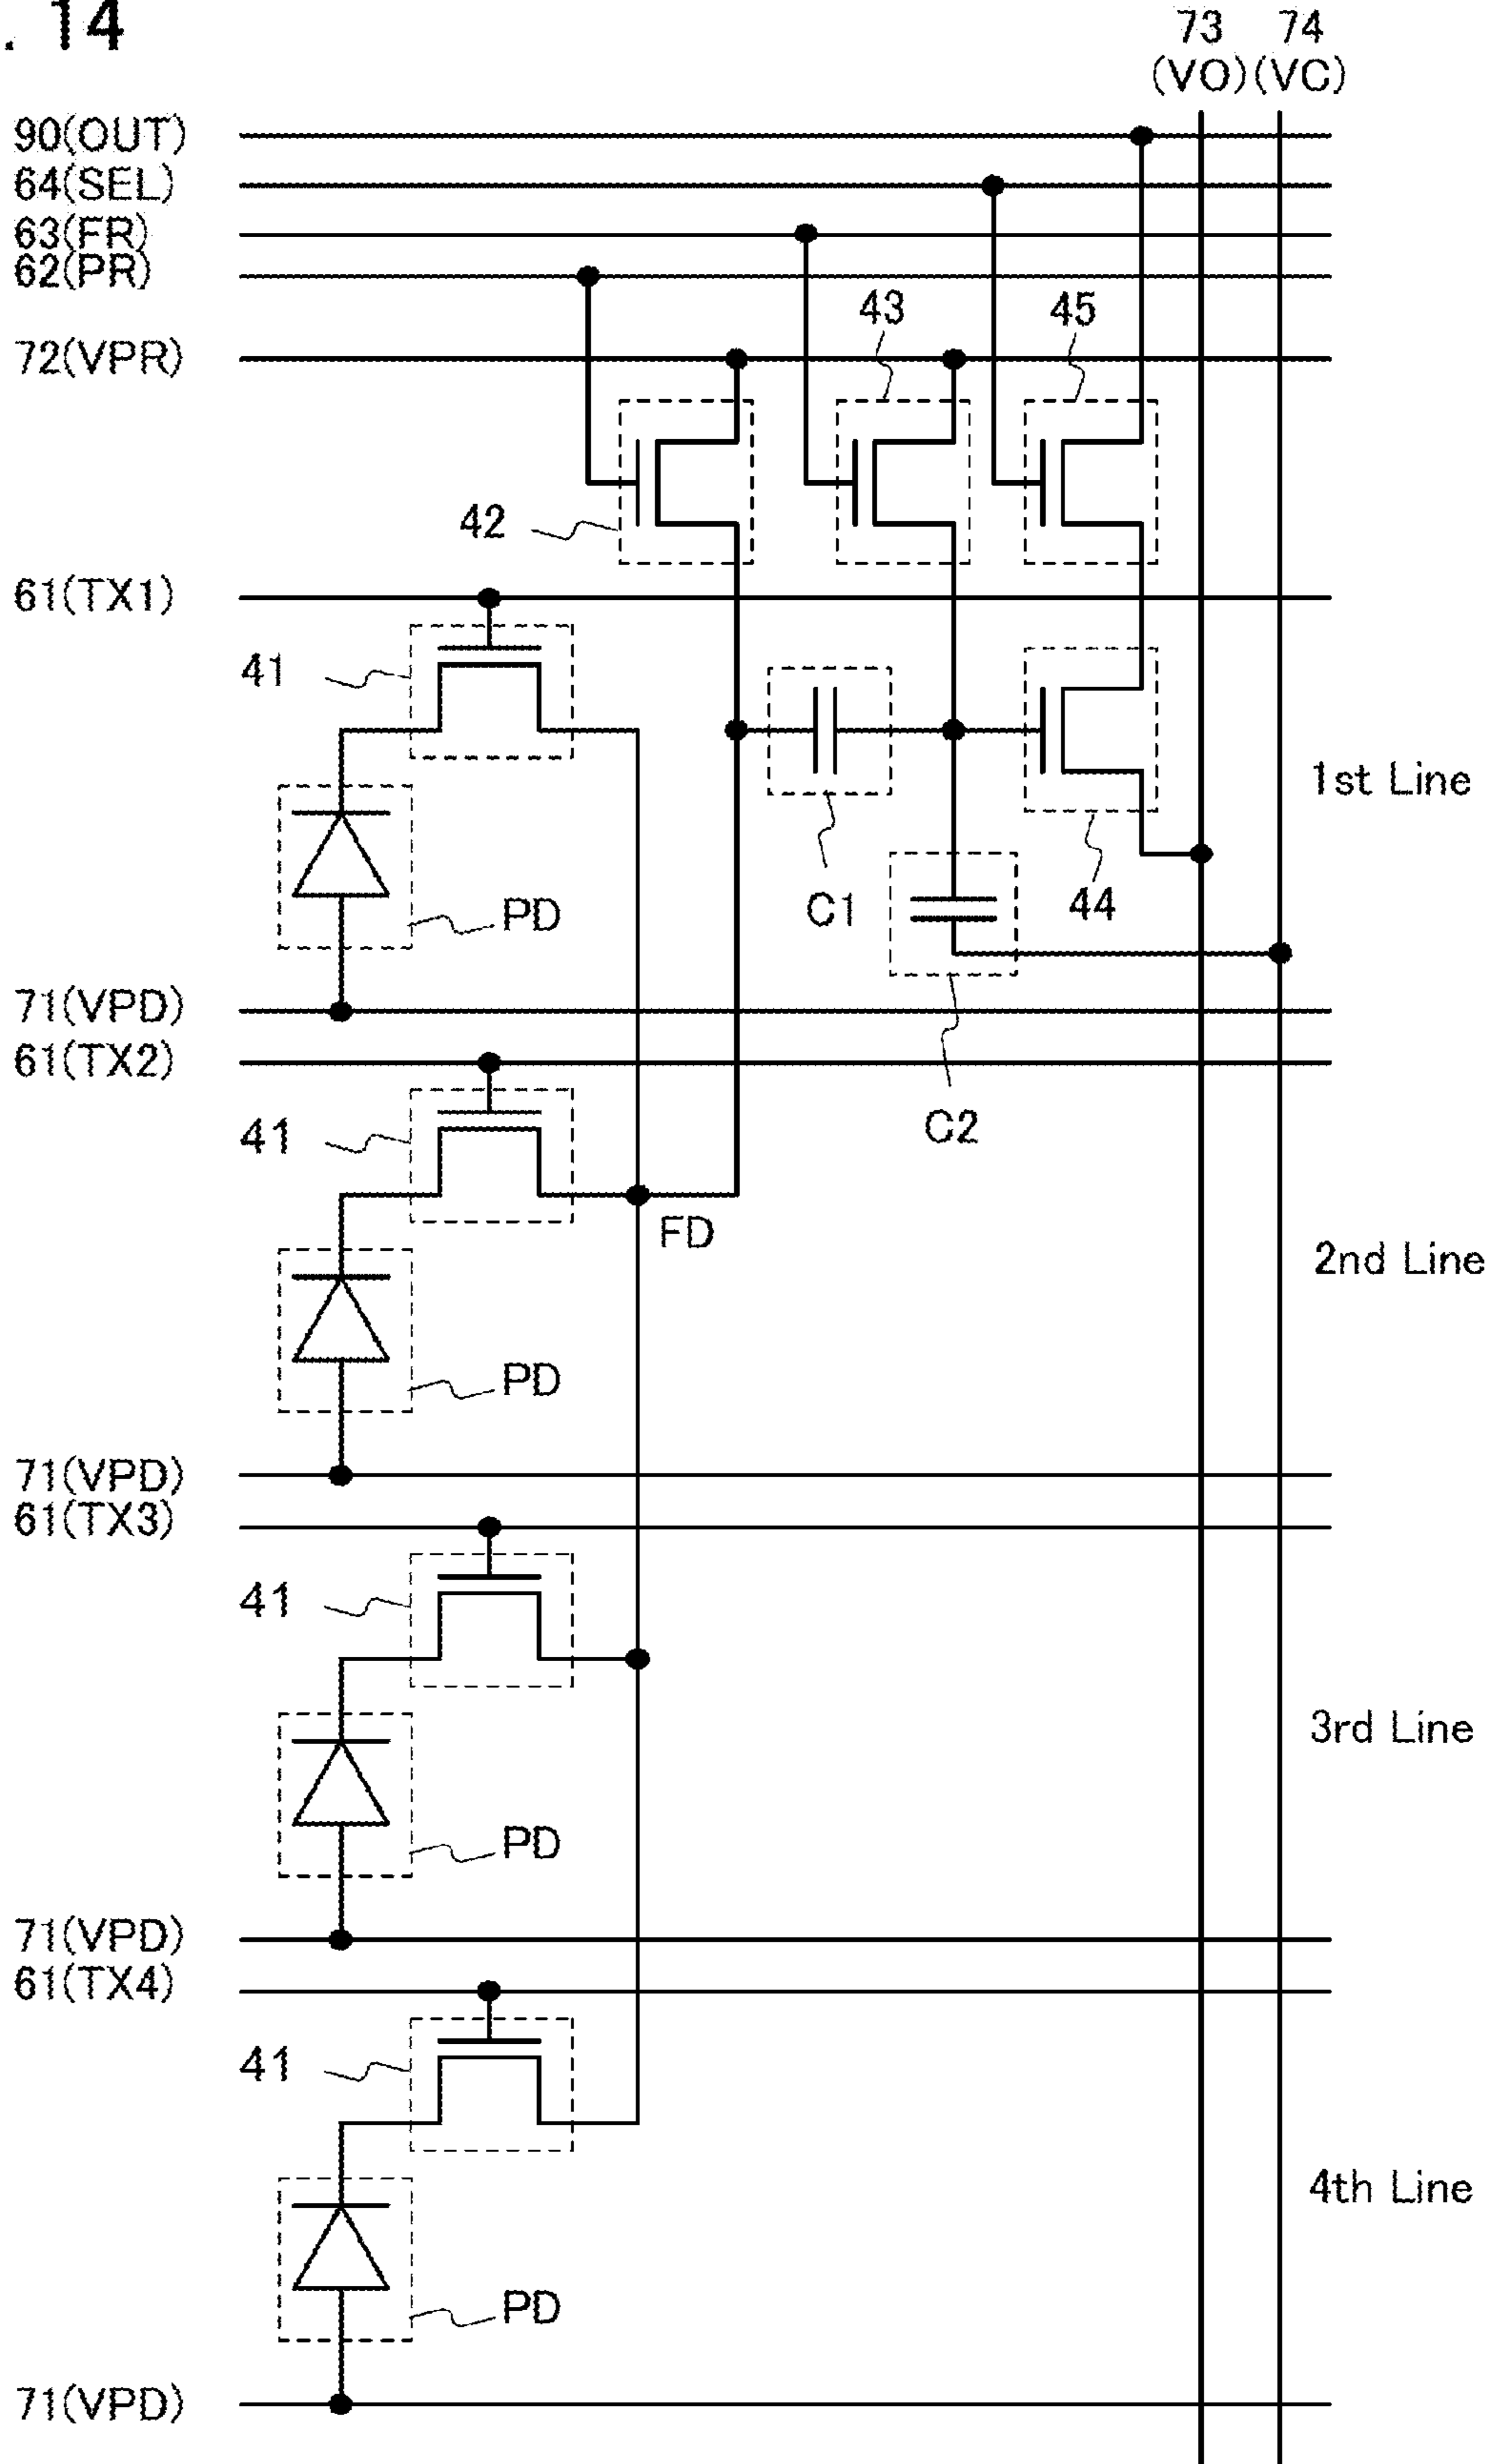 . 14
73 74
(VO) (VC)
90(OUT)
64(SEL)
63(FR)
62(PR)
43 45
72(VPR)
42
61(TX1)
41
1st Line
PD C1 44
71(VPD)
61(TX2)
C2
41
FD
2nd Line
PD
71(VPD)
61(TX3)
41
3rd Line
PD
71(VPD)
61(TX4)
41
4th Line
PD
71(VPD)